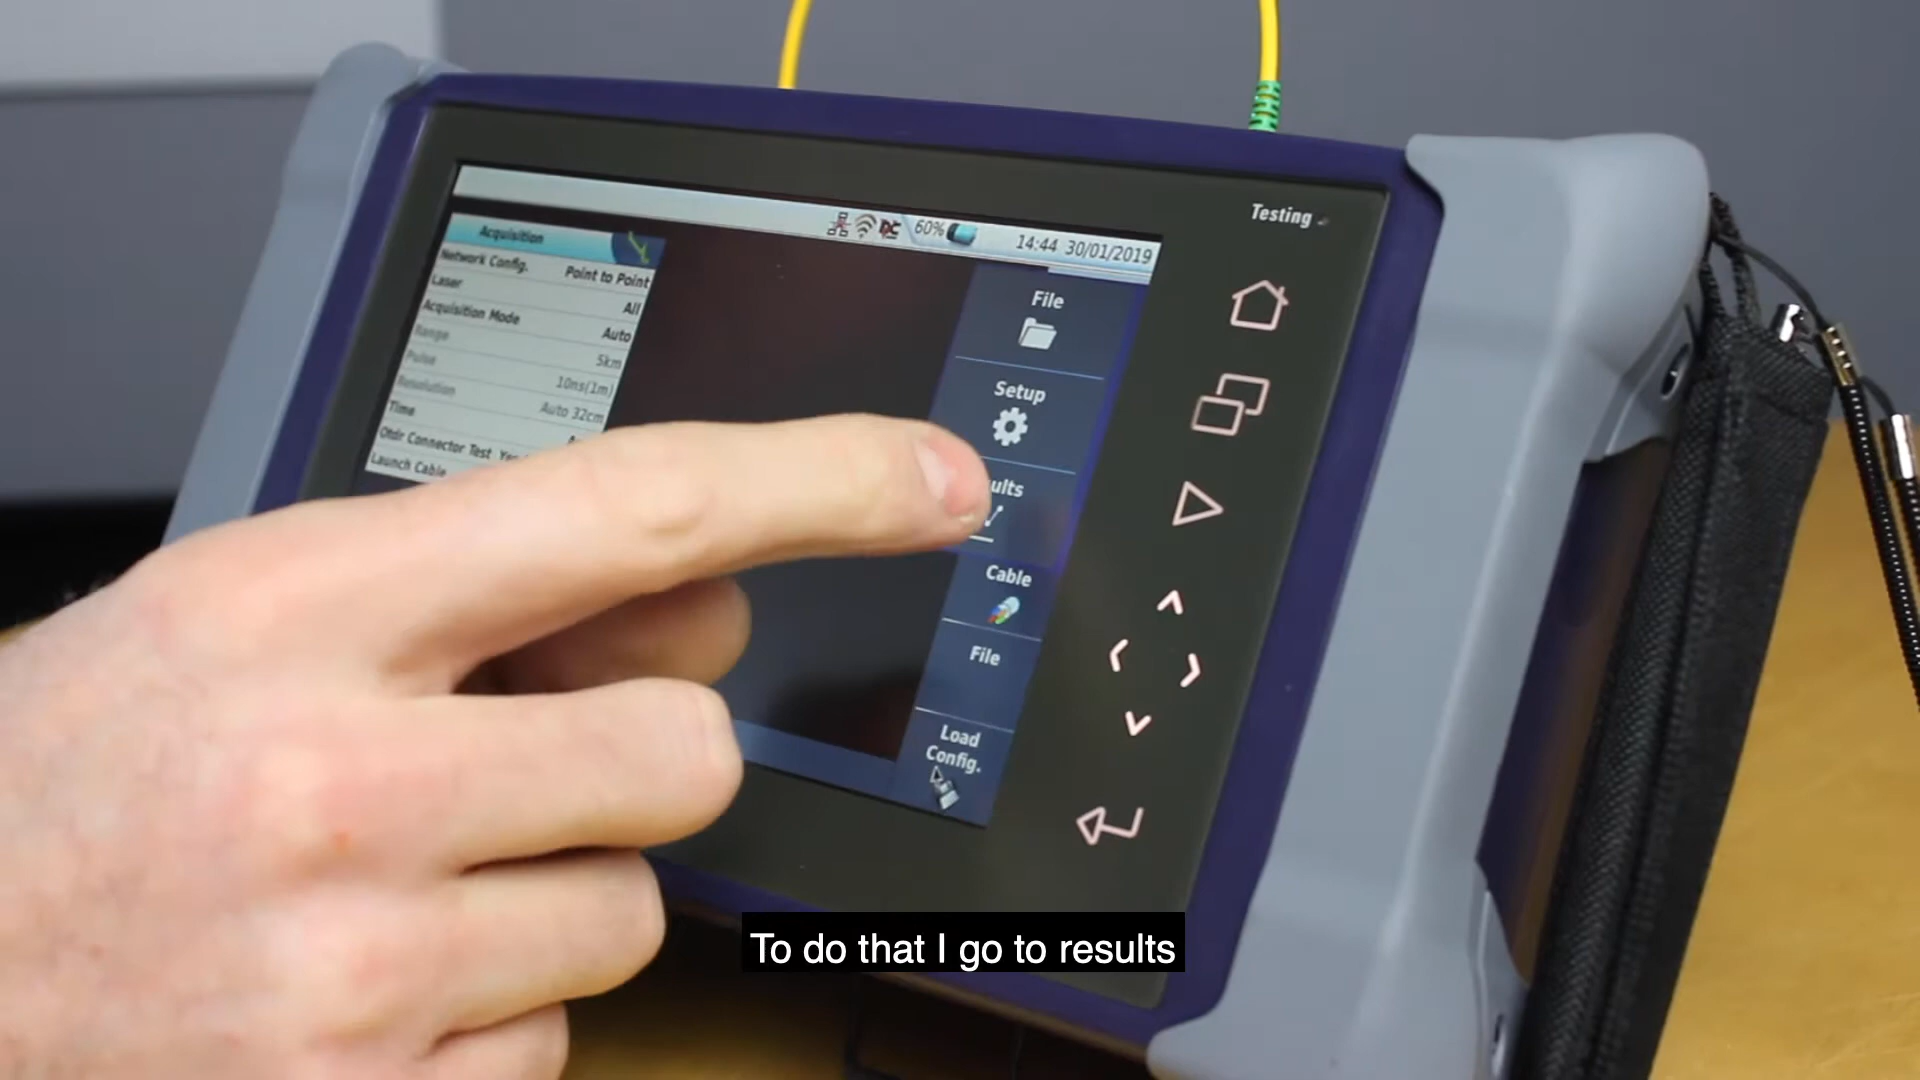 Testing
60%
14:44 30/01/2019
Acquisition
Network Config. Point to Point
Laser All
Acquisition Mode Auto
Range 5km
Pulse 10ns(1m)
Resolution Auto 32cm
Time
Otdr Connector Test
Launch Cable
File
Setup
ults
Cable
File
Load
Config.
To do that I go to results